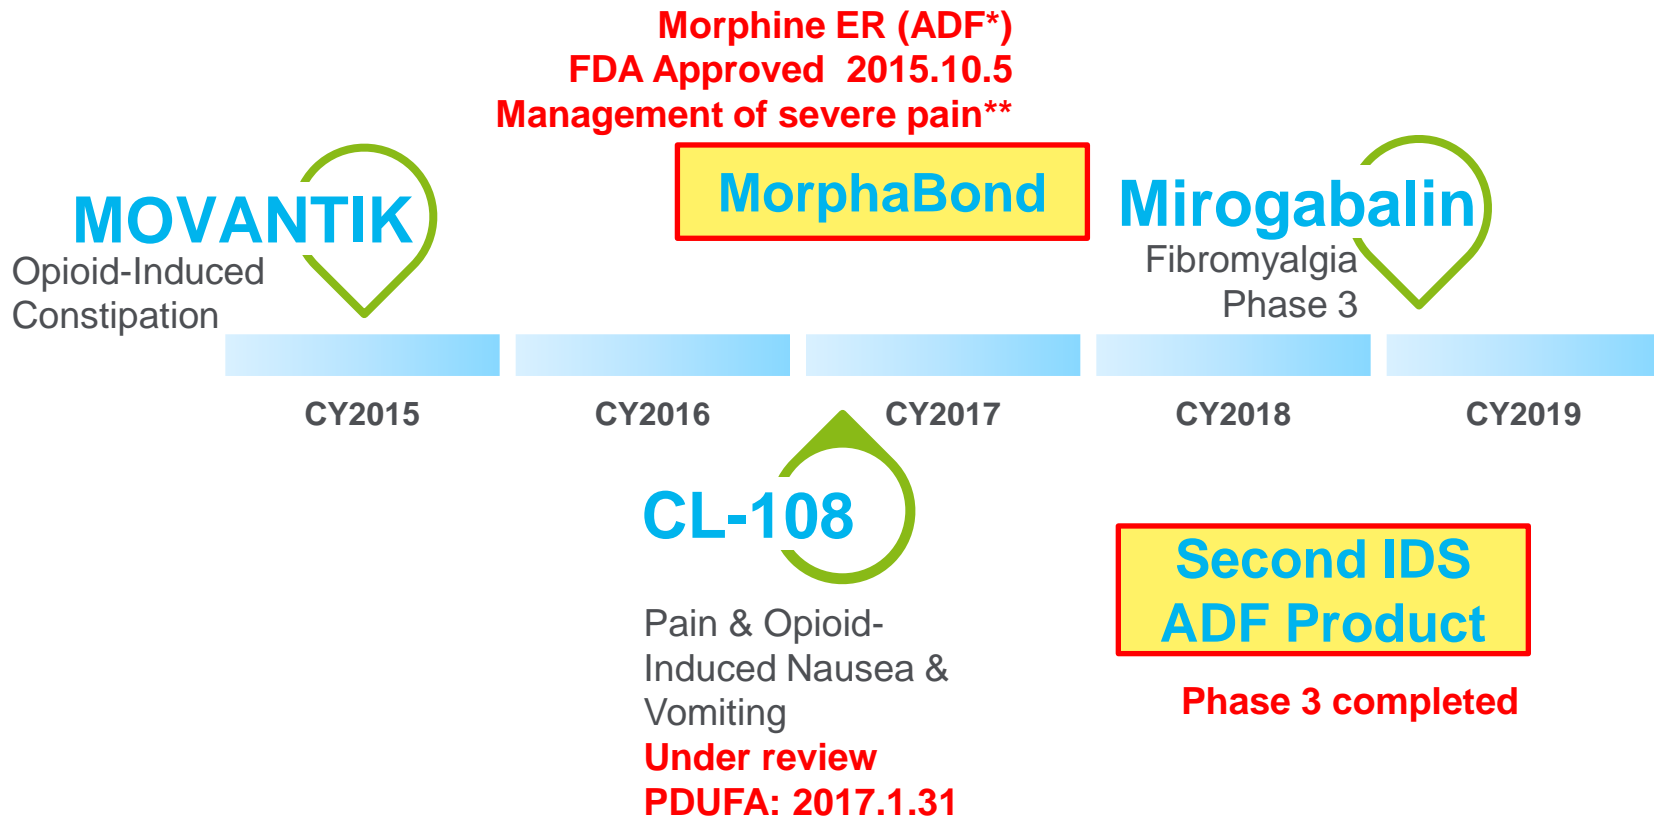 Morphine ER (ADF*)
FDA Approved  2015.10.5
Management of severe pain**
MorphaBond
MOVANTIK
Opioid-Induced
Constipation
Mirogabalin
Fibromyalgia
Phase 3
CY2015
CY2016
CY2017
CY2018
CY2019
CL-108
Pain & Opioid-
Induced Nausea &
Vomiting
Under review
PDUFA: 2017.1.31
Second IDS
ADF Product
Phase 3 completed